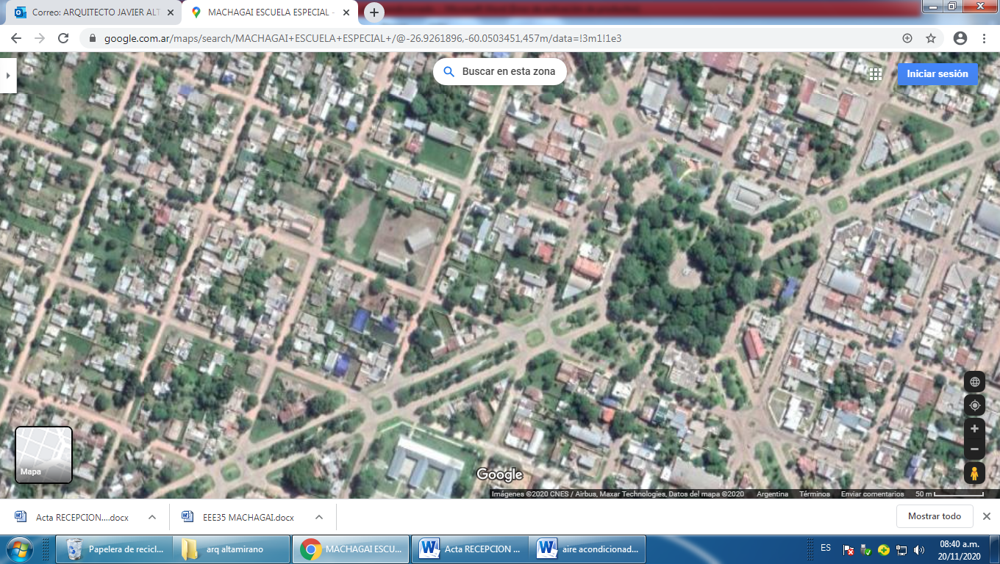 Correo: ARQUITECTO JAVIER ALT
MACHAGAI ESCUELA ESPECIAL -
google.com.ar/maps/search/MACHAGAI+ESCUELA+ESPECIAL+/@-26.9261896,-60.0503451,457m/data=!3m1!1e3
Buscar en esta zona
Iniciar sesión
Mapa
Google
Imágenes ©2020 CNES / Airbus, Maxar Technologies, Datos del mapa ©2020 Argentina Términos Enviar comentarios 50 m
Acta RECEPCION....docx
EEE35 MACHAGAI.docx
Mostrar todo
Papelera de recicl...
arq altamirano
MACHAGAI ESCU...
Acta RECEPCION ...
aire acondicionad...
ES
08:40 a.m.
20/11/2020